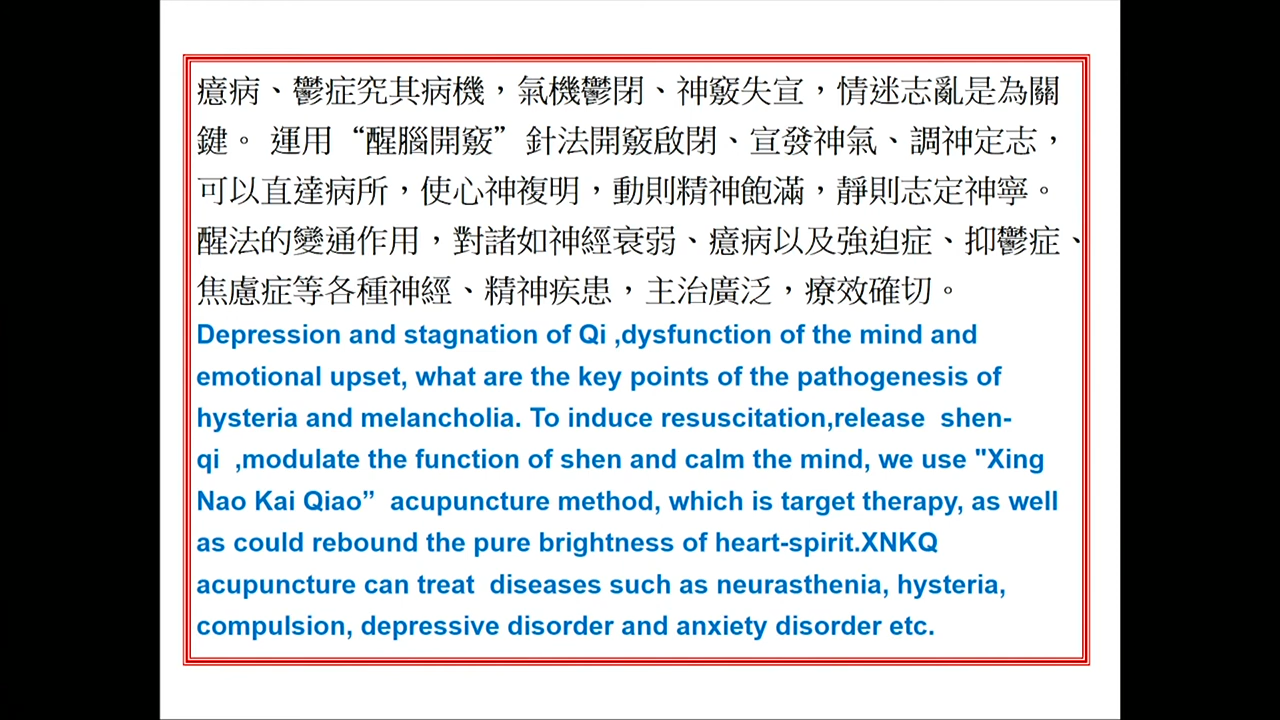 癔病、鬱症究其病機，氣機鬱閉、神竅失宣，情迷志亂是為關
鍵。 運用“醒腦開竅”針法開竅啟閉、宣發神氣、調神定志，
可以直達病所，使心神複明，動則精神飽滿，靜則志定神寧。
醒法的變通作用，對諸如神經衰弱、癔病以及強迫症、抑鬱症、
焦慮症等各種神經、精神疾患，主治廣泛，療效確切。
Depression and stagnation of Qi ,dysfunction of the mind and
emotional upset, what are the key points of the pathogenesis of
hysteria and melancholia. To induce resuscitation,release  shen-
qi  ,modulate the function of shen and calm the mind, we use "Xing
Nao Kai Qiao”  acupuncture method, which is target therapy, as well
as could rebound the pure brightness of heart-spirit.XNKQ
acupuncture can treat  diseases such as neurasthenia, hysteria,
compulsion, depressive disorder and anxiety disorder etc.